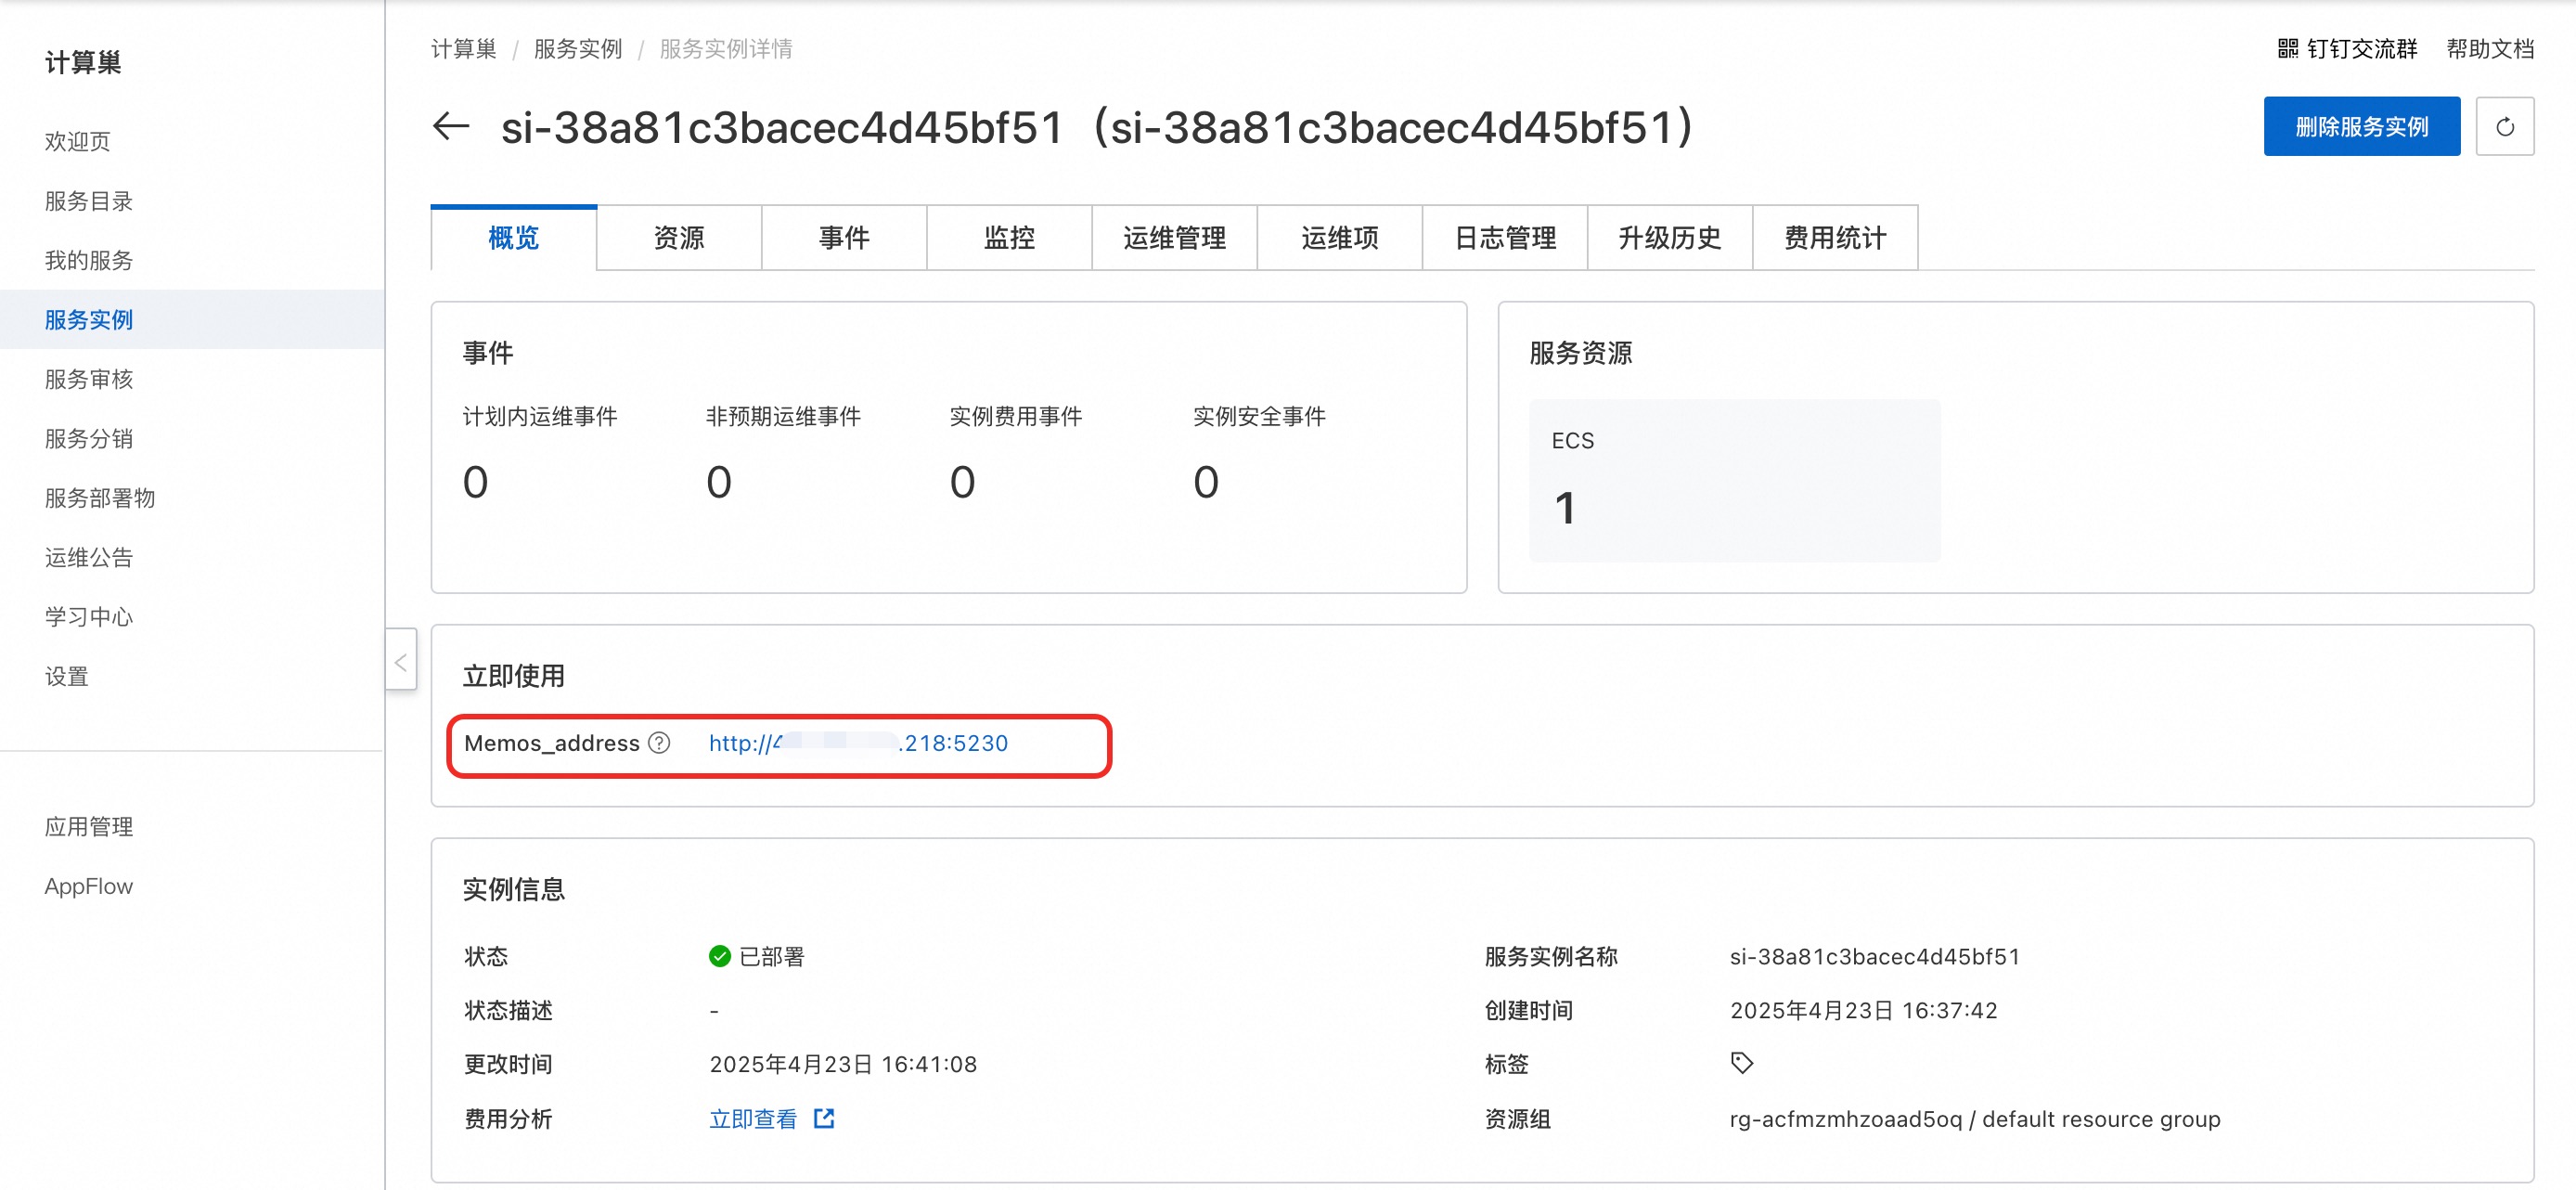 计算巢
欢迎页
服务目录
我的服务
服务实例
服务审核
服务分销
服务部署物
运维公告
学习中心
设置
应用管理
AppFlow
计算巢 / 服务实例 / 服务实例详情
钉钉交流群 帮助文档
si-38a81c3bacec4d45bf51（si-38a81c3bacec4d45bf51）
删除服务实例
概览 资源 事件 监控 运维管理 运维项 日志管理 升级历史 费用统计
事件
计划内运维事件 非预期运维事件 实例费用事件 实例安全事件
0 0 0 0
服务资源
ECS
1
立即使用
Memos_address http:// .218:5230
实例信息
状态 已部署
服务实例名称 si-38a81c3bacec4d45bf51
状态描述 -
创建时间 2025年4月23日 16:37:42
更改时间 2025年4月23日 16:41:08
标签
费用分析 立即查看
资源组 rg-acfmzmhzoaad5oq / default resource group